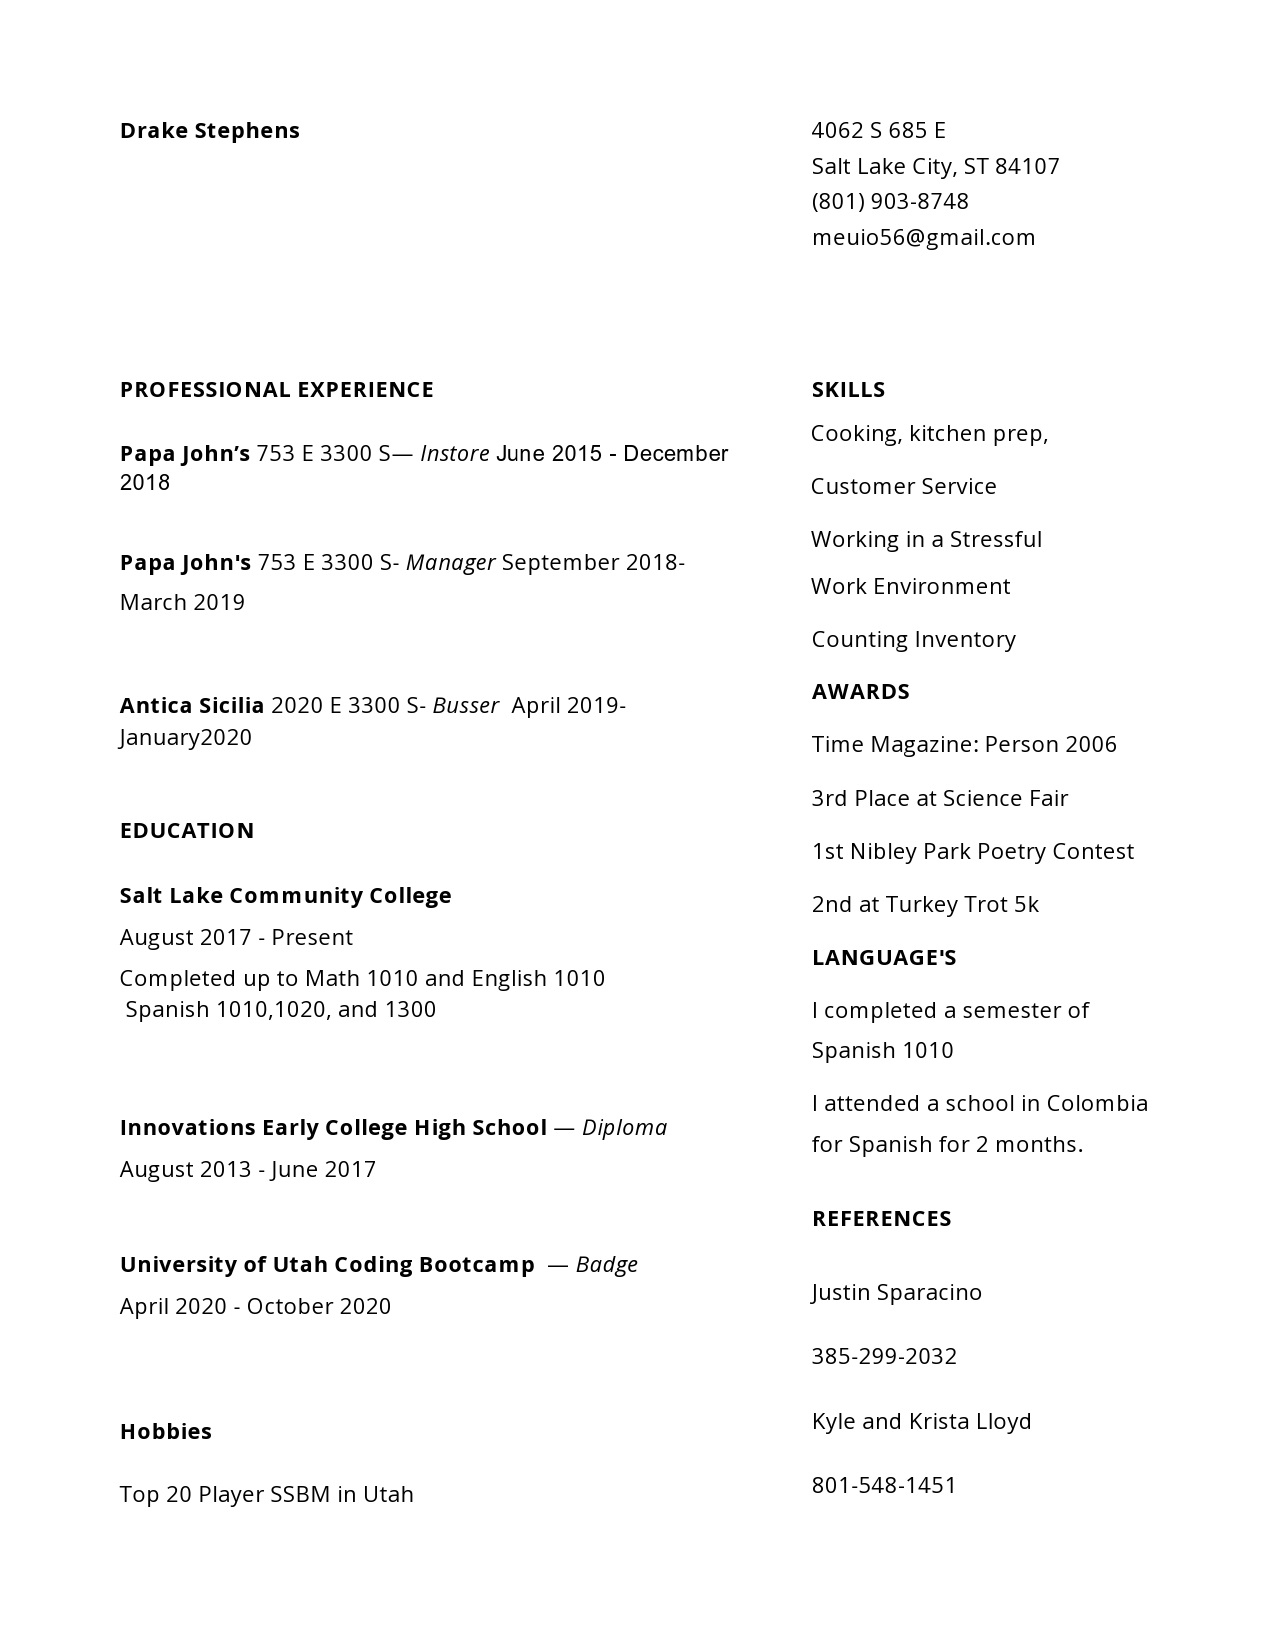 Drake Stephens
4062 S 685 E
Salt Lake City, ST 84107
(801) 903-8748
meuio56@gmail.com
PROFESSIONAL EXPERIENCE
Papa John’s 753 E 3300 S— Instore June 2015 - December
2018
Papa John's 753 E 3300 S- Manager September 2018-
March 2019
Antica Sicilia 2020 E 3300 S- Busser  April 2019-
January2020
EDUCATION
Salt Lake Community College
August 2017 - Present
Completed up to Math 1010 and English 1010
Spanish 1010,1020, and 1300
Innovations Early College High School — Diploma
August 2013 - June 2017
University of Utah Coding Bootcamp  — Badge
April 2020 - October 2020
Hobbies
Top 20 Player SSBM in Utah
SKILLS
Cooking, kitchen prep,
Customer Service
Working in a Stressful
Work Environment
Counting Inventory
AWARDS
Time Magazine: Person 2006
3rd Place at Science Fair
1st Nibley Park Poetry Contest
2nd at Turkey Trot 5k
LANGUAGE'S
I completed a semester of
Spanish 1010
I attended a school in Colombia
for Spanish for 2 months.
REFERENCES
Justin Sparacino
385-299-2032
Kyle and Krista Lloyd
801-548-1451